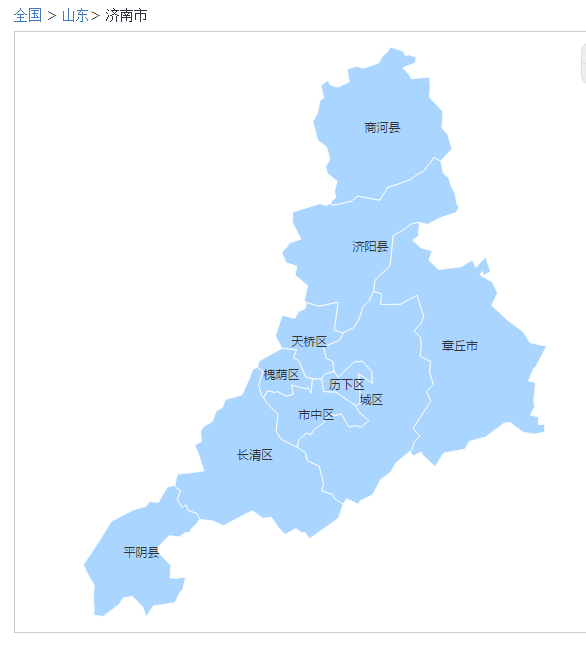 全国 > 山东> 济南市
商河县
济阳县
天桥区
章丘市
槐荫区
历下区
城区
市中区
长清区
平阴县